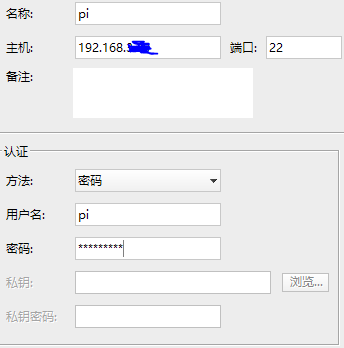 名称: pi
主机: 192.168. 端口: 22
备注:
认证
方法: 密码
用户名: pi
密码: *********
私钥: 浏览...
私钥密码: